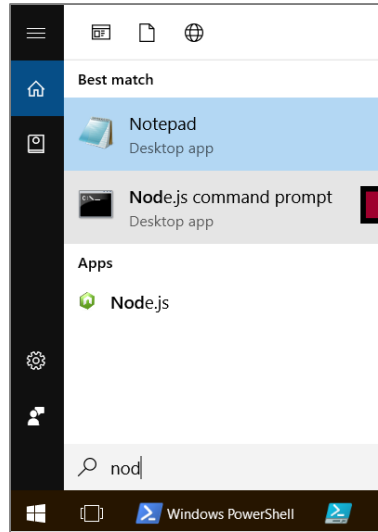 Best match
Notepad
Desktop app
Node.js command prompt
Desktop app
Apps
Node.js
nod
Windows PowerShell